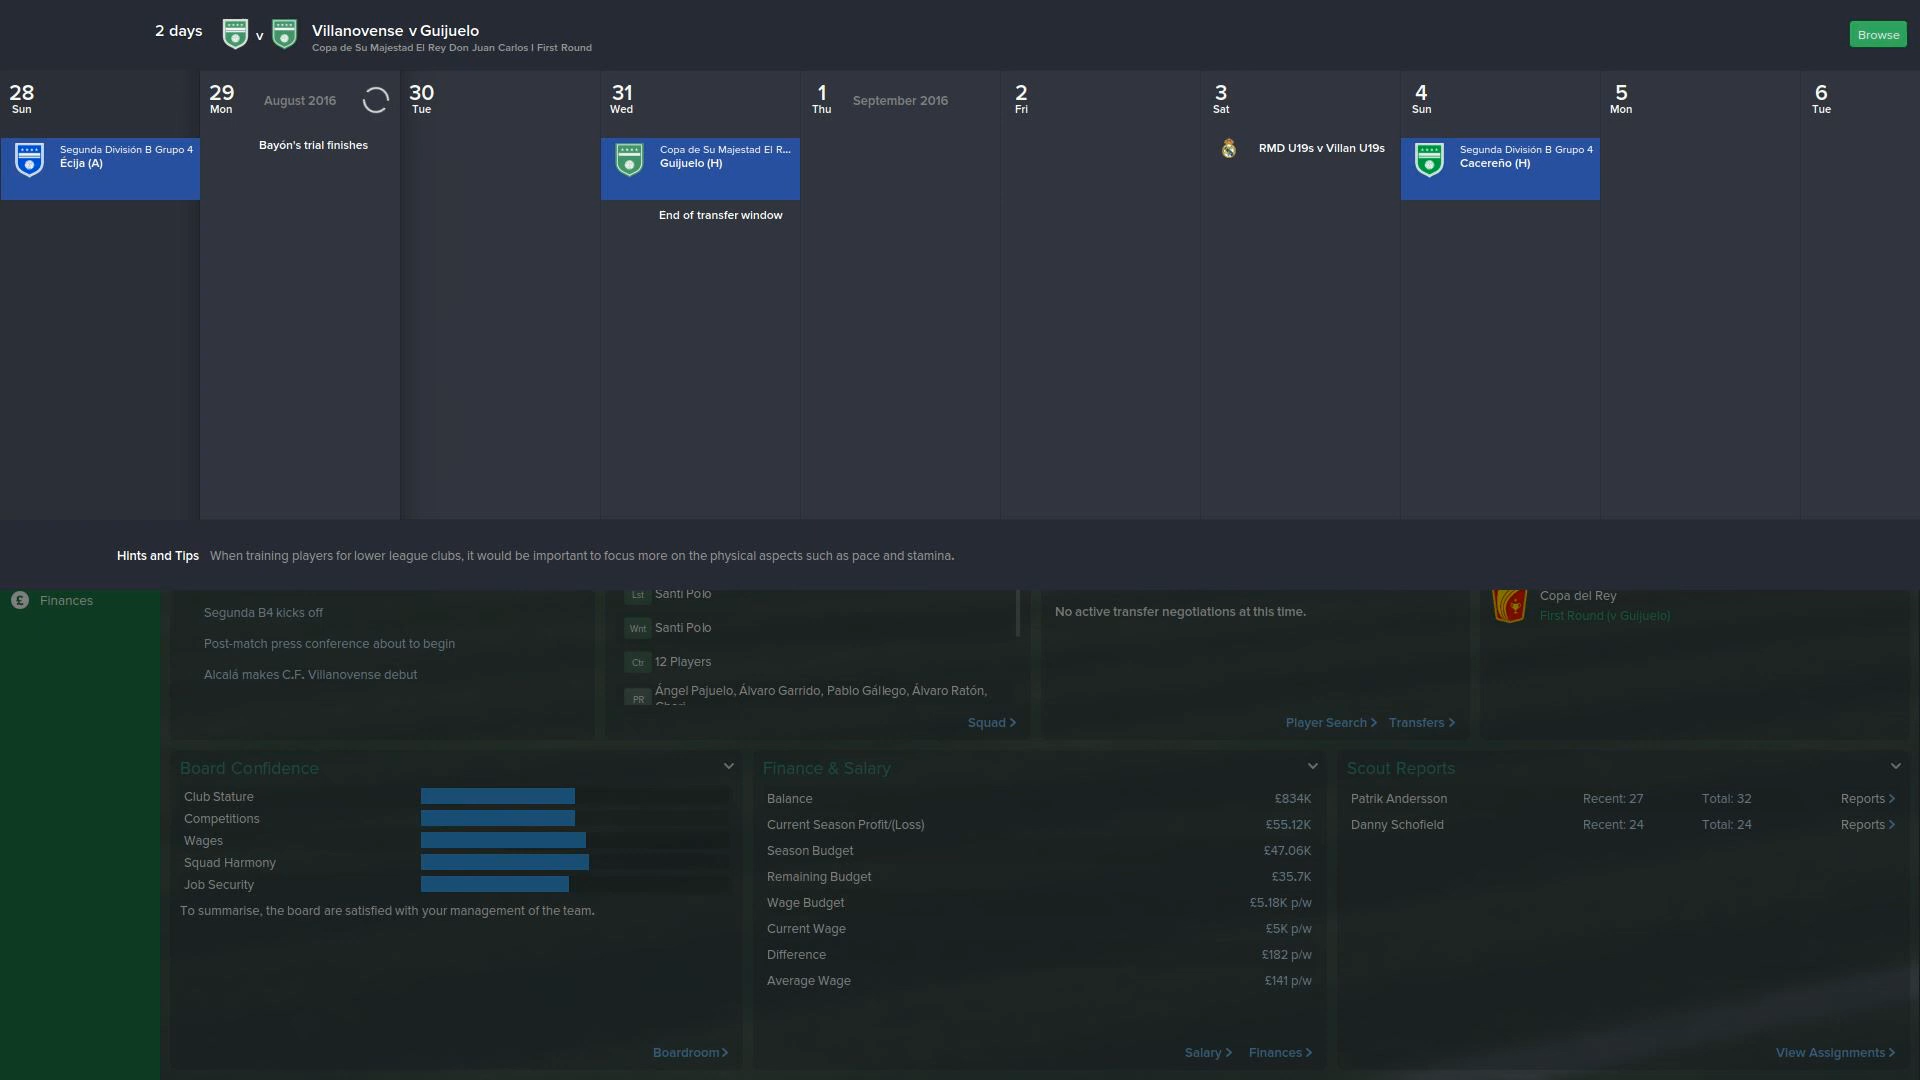 2 days
v
Villanovense v Guijuelo
Copa de Su Majestad El Rey Don Juan Carlos I First Round
Browse
28
Sun
29
Mon
August 2016
30
Tue
31
Wed
1
Thu
September 2016
2
Fri
3
Sat
4
Sun
5
Mon
6
Tue
Segunda División B Grupo 4
Écija (A)
Bayón's trial finishes
Copa de Su Majestad El R...
Guijuelo (H)
End of transfer window
RMD U19s v Villan U19s
Segunda División B Grupo 4
Cacereño (H)
Hints and Tips When training players for lower league clubs, it would be important to focus more on the physical aspects such as pace and stamina.
£ Finances
Segunda B4 kicks off
Post-match press conference about to begin
Alcalá makes C.F. Villanovense debut
Lst Santi Polo
Wnt Santi Polo
Ctr 12 Players
PR Ángel Pajuelo, Álvaro Garrido, Pablo Gállego, Álvaro Ratón,
Squad
No active transfer negotiations at this time.
Player Search Transfers
Copa del Rey
First Round (v Guijuelo)
Board Confidence
Club Stature
Competitions
Wages
Squad Harmony
Job Security
To summarise, the board are satisfied with your management of the team.
Boardroom
Finance & Salary
Balance £834K
Current Season Profit/(Loss) £55.12K
Season Budget £47.06K
Remaining Budget £35.7K
Wage Budget £5.18K p/w
Current Wage £5K p/w
Difference £182 p/w
Average Wage £141 p/w
Salary Finances
Scout Reports
Patrik Andersson Recent: 27 Total: 32 Reports
Danny Schofield Recent: 24 Total: 24 Reports
View Assignments